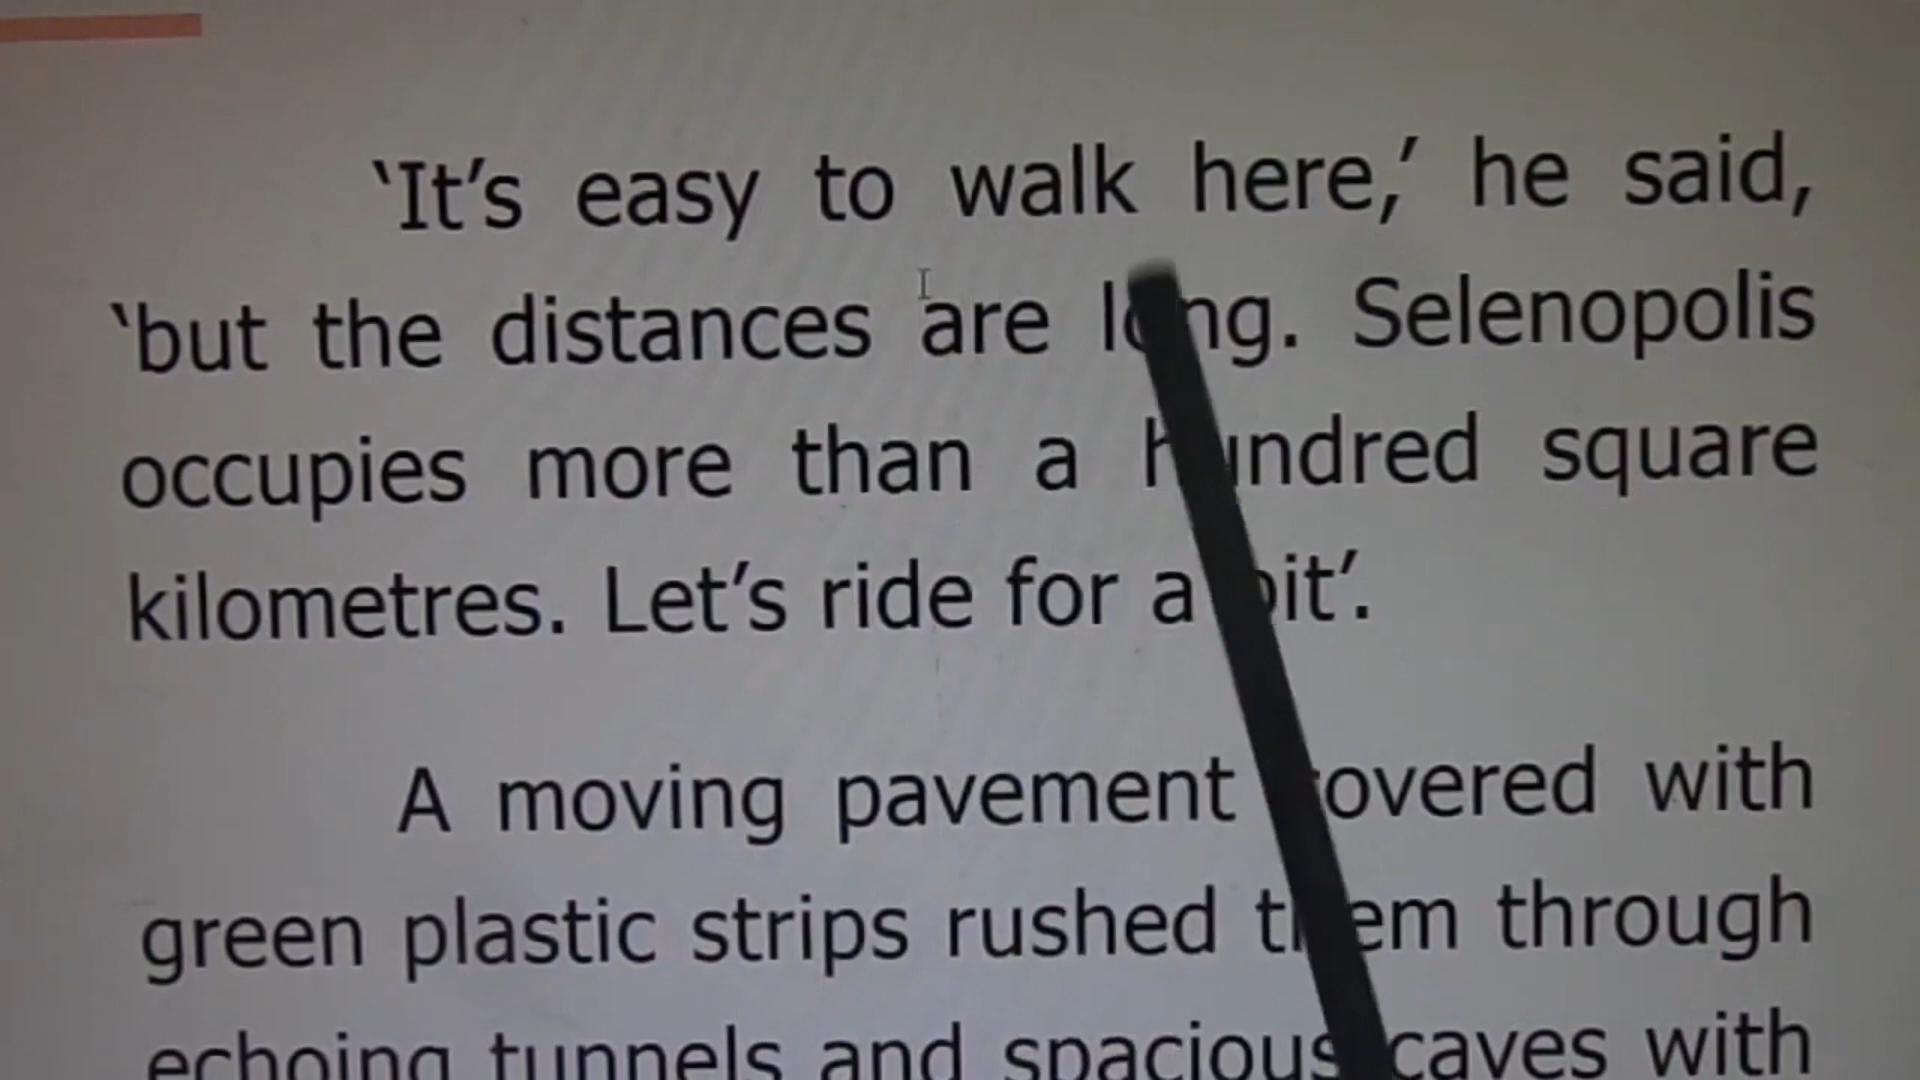 ‘It’s easy to walk here,’ he said,
‘but the distances are long. Selenopolis
occupies more than a hundred square
kilometres. Let’s ride for a bit’.
A moving pavement covered with
green plastic strips rushed them through
echoing tunnels and spacious caves with